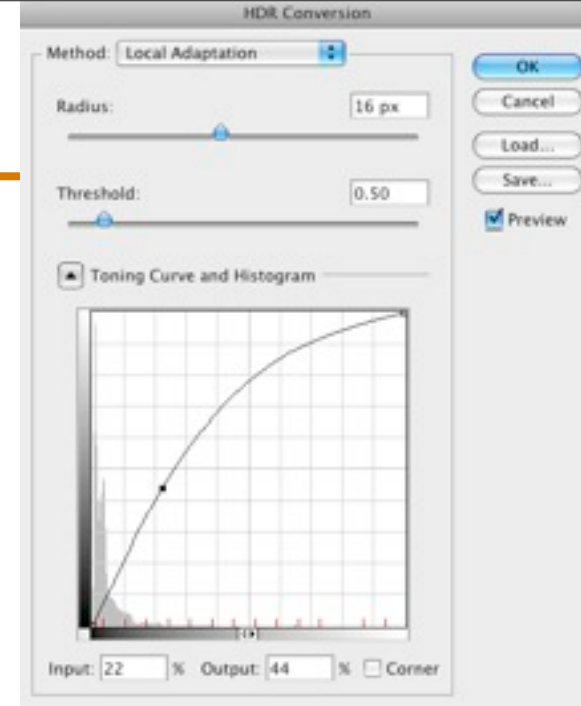 HDR Conversion
Method: Local Adaptation
OK
Cancel
Radius: 16 px
Load...
Save...
Threshold: 0.50
Preview
Toning Curve and Histogram
Input: 22 % Output: 44 % Corner